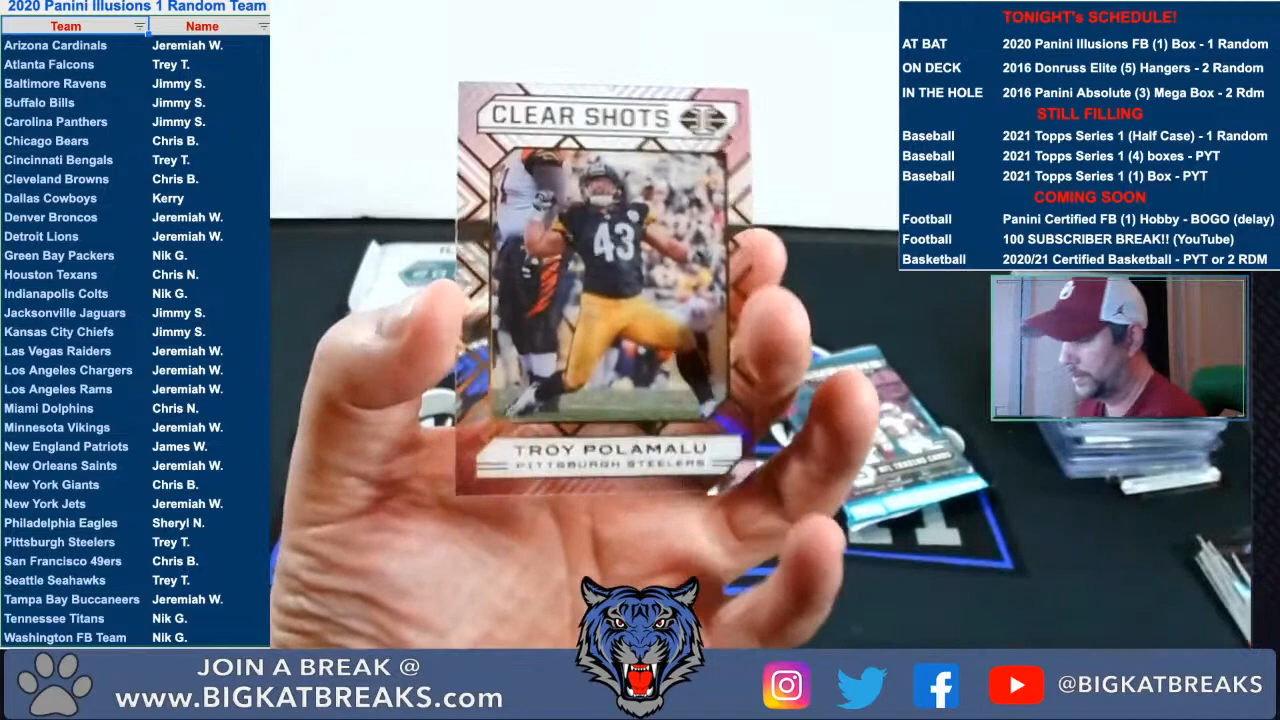 2020 Panini Illusions 1 Random Team
Team Name
Arizona Cardinals Jeremiah W.
Atlanta Falcons Trey T.
Baltimore Ravens Jimmy S.
Buffalo Bills Jimmy S.
Carolina Panthers Jimmy S.
Chicago Bears Chris B.
Cincinnati Bengals Trey T.
Cleveland Browns Chris B.
Dallas Cowboys Kerry
Denver Broncos Jeremiah W.
Detroit Lions Jeremiah W.
Green Bay Packers Nik G.
Houston Texans Chris N.
Indianapolis Colts Nik G.
Jacksonville Jaguars Jimmy S.
Kansas City Chiefs Jimmy S.
Las Vegas Raiders Jeremiah W.
Los Angeles Chargers Jeremiah W.
Los Angeles Rams Jeremiah W.
Miami Dolphins Chris N.
Minnesota Vikings Jeremiah W.
New England Patriots James W.
New Orleans Saints Jeremiah W.
New York Giants Chris B.
New York Jets Jeremiah W.
Philadelphia Eagles Sheryl N.
Pittsburgh Steelers Trey T.
San Francisco 49ers Chris B.
Seattle Seahawks Trey T.
Tampa Bay Buccaneers Jeremiah W.
Tennessee Titans Nik G.
Washington FB Team Nik G.
CLEAR SHOTS
43
TROY POLAMALU
PITTSBURGH STEELERS
NFL TRADING CARDS
TONIGHT's SCHEDULE!
AT BAT 2020 Panini Illusions FB (1) Box - 1 Random
ON DECK 2016 Donruss Elite (5) Hangers - 2 Random
IN THE HOLE 2016 Panini Absolute (3) Mega Box - 2 Rdm
STILL FILLING
Baseball 2021 Topps Series 1 (Half Case) - 1 Random
Baseball 2021 Topps Series 1 (4) boxes - PYT
Baseball 2021 Topps Series 1 (1) Box - PYT
COMING SOON
Football Panini Certified FB (1) Hobby - BOGO (delay)
Football 100 SUBSCRIBER BREAK!! (YouTube)
Basketball 2020/21 Certified Basketball - PYT or 2 RDM
JOIN A BREAK @
www.BIGKATBREAKS.com
@BIGKATBREAKS